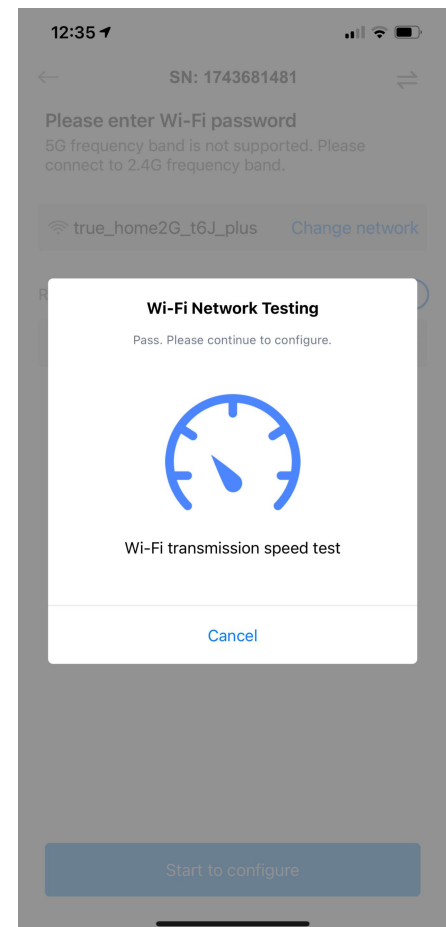 12:35
SN: 1743681481
Please enter Wi-Fi password
5G frequency band is not supported. Please
connect to 2.4G frequency band.
true_home2G_t6J_plus Change network
R
Wi-Fi Network Testing
Pass. Please continue to configure.
Wi-Fi transmission speed test
Cancel
Start to configure